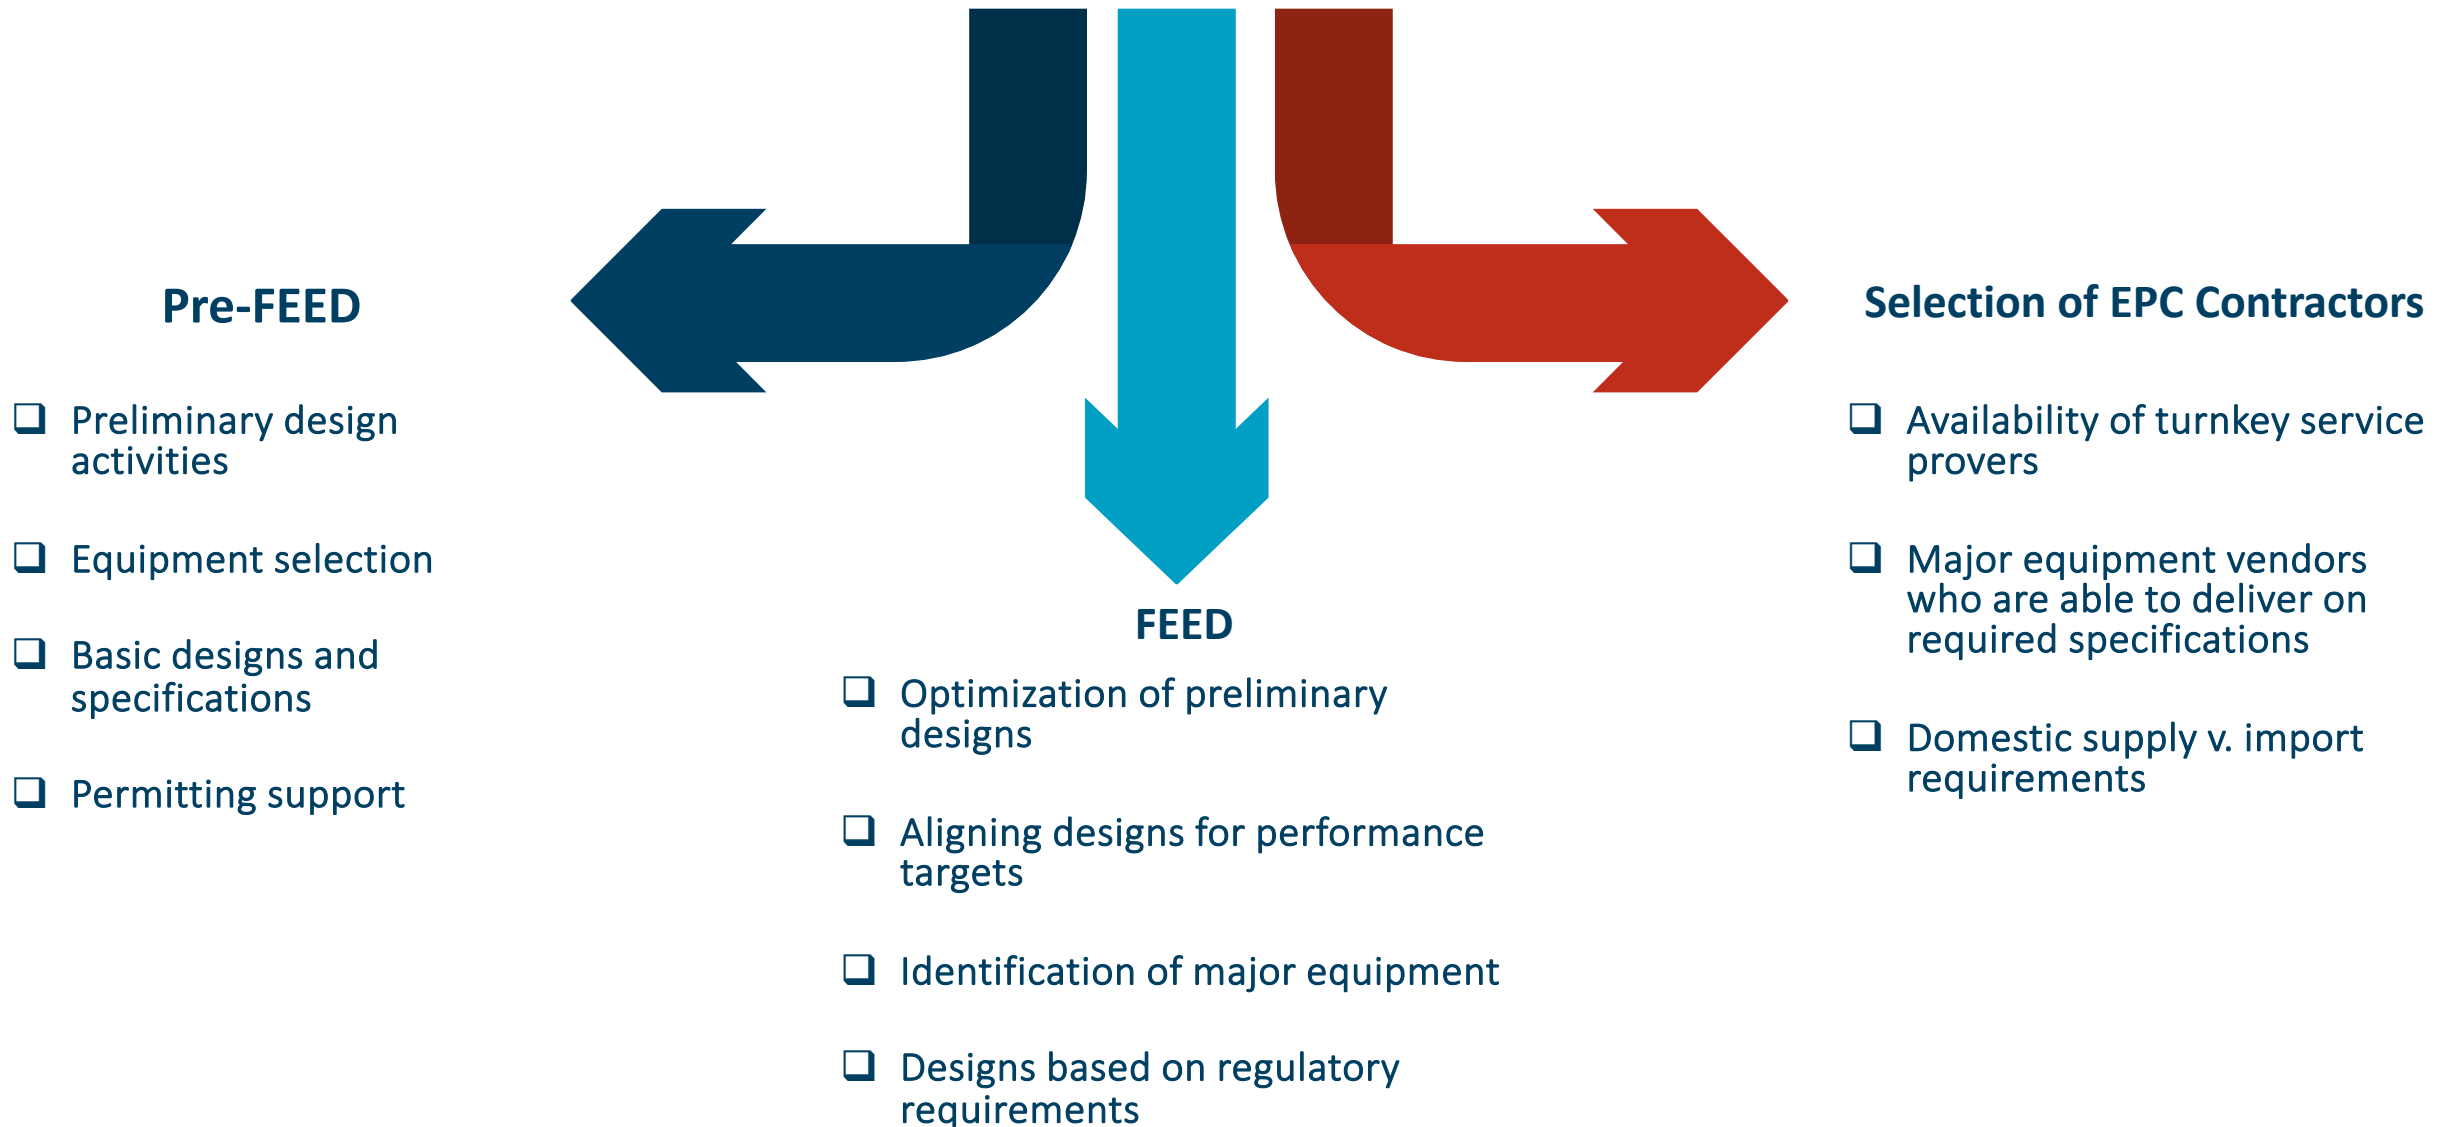 Pre-FEED
Preliminary design
activities
Equipment selection
Basic designs and
specifications
Permitting support
FEED
Optimization of preliminary
designs
Aligning designs for performance
targets
Identification of major equipment
Designs based on regulatory
requirements
Selection of EPC Contractors
Availability of turnkey service
provers
Major equipment vendors
who are able to deliver on
required specifications
Domestic supply v. import
requirements